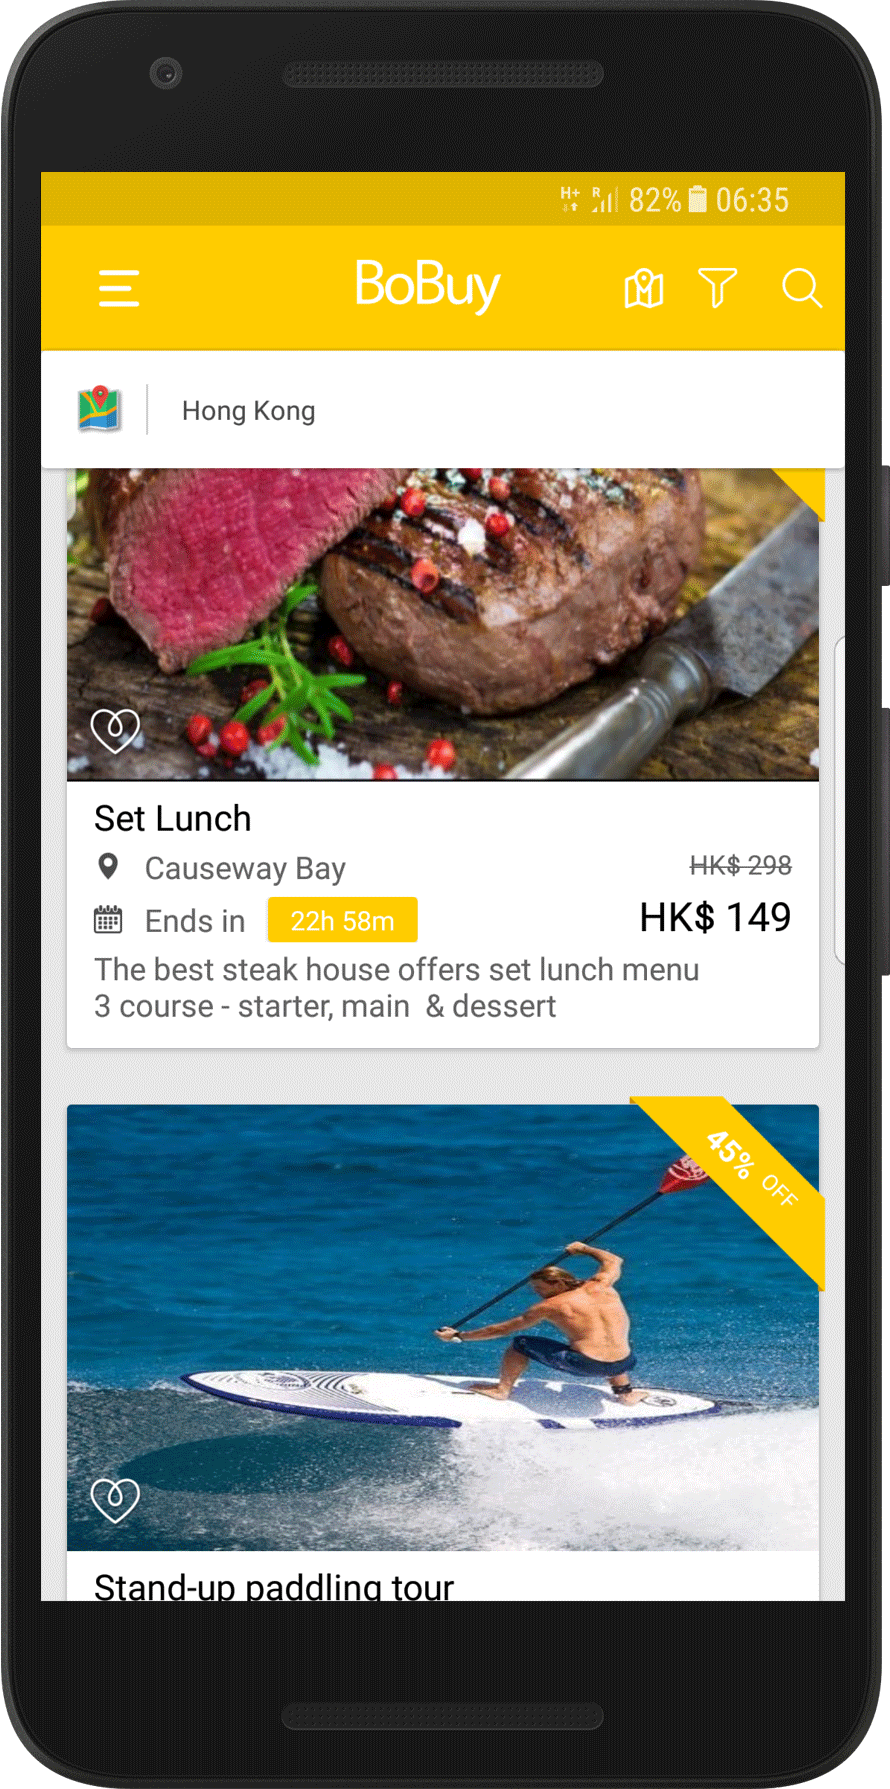 H+ R 82% 06:35
BoBuy
Hong Kong
Set Lunch
Causeway Bay
HK$ 298
Ends in 22h 58m
HK$ 149
The best steak house offers set lunch menu
3 course - starter, main & dessert
45% OFF
Stand-up paddling tour